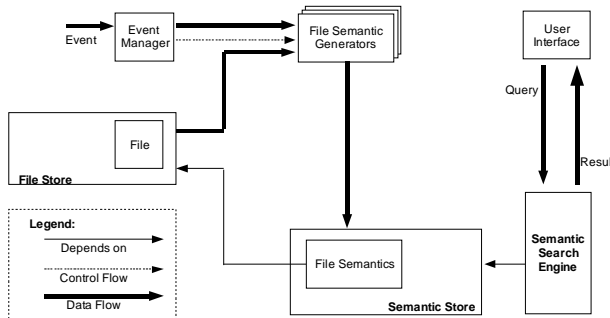 Event
Event
Manager
File Semantic
Generators
User
Interface
Query
Result
File
File Store
Legend:
Depends on
Control Flow
Data Flow
File Semantics
Semantic Store
Semantic
Search
Engine